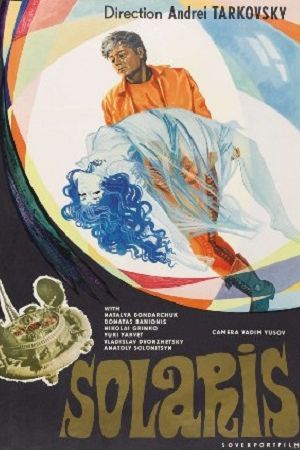 Direction Andrei TARKOVSKY
WITH
NATALYA BONDARCHUK
DONATAS BANIONIS
NIKOLAI GRINKO
YURI YARVET
VLADISLAV DVORZHETSKY
ANATOLY SOLONITSYN
CAMERA VADIM YUSOV
SOLARIS
SOVEXPORTFILM